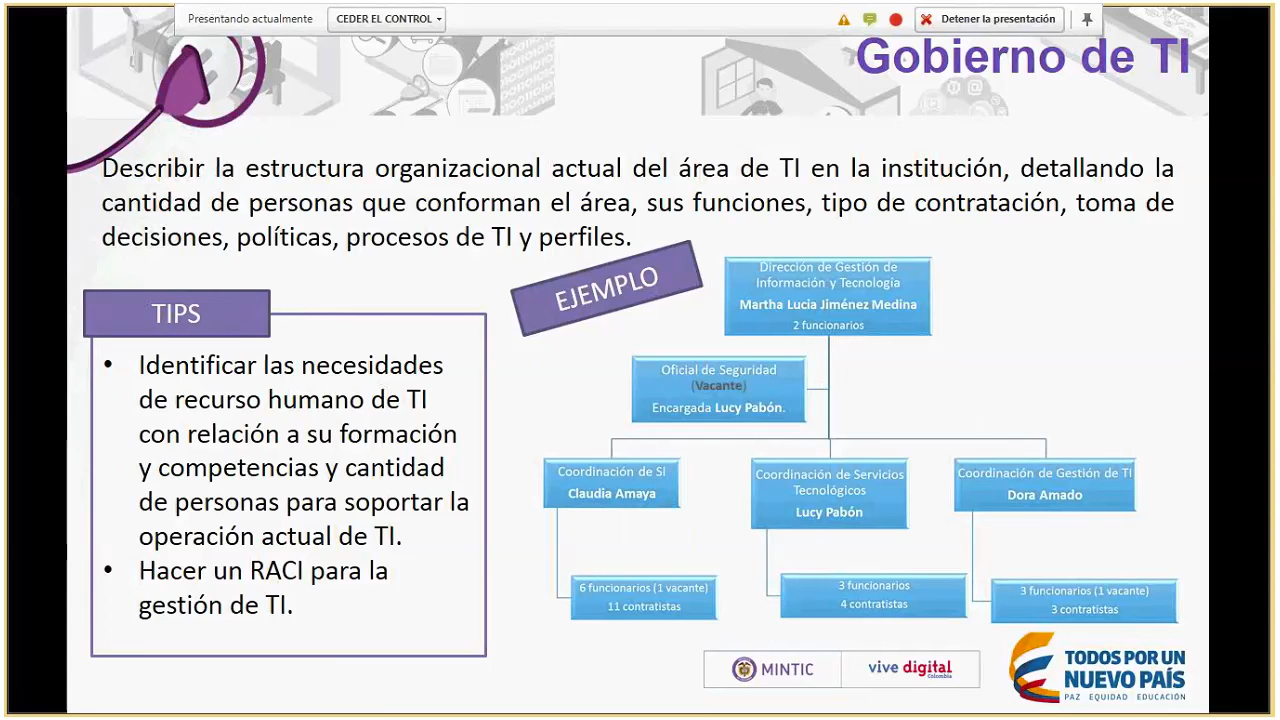 Presentando actualmente
CEDER EL CONTROL
Detener la presentación
Gobierno de TI
Describir la estructura organizacional actual del área de TI en la institución, detallando la
cantidad de personas que conforman el área, sus funciones, tipo de contratación, toma de
decisiones, políticas, procesos de TI y perfiles.
EJEMPLO
TIPS
• Identificar las necesidades
de recurso humano de TI
con relación a su formación
y competencias y cantidad
de personas para soportar la
operación actual de TI.
• Hacer un RACI para la
gestión de TI.
Dirección de Gestión de
Información y Tecnologia
Martha Lucia Jiménez Medina
2 funcionarios
Oficial de Seguridad
(Vacante)
Encargada Lucy Pabón.
Coordinación de SI
Claudia Amaya
Coordinación de Servicios
Tecnológicos
Lucy Pabón
Coordinación de Gestión de TI
Dora Amado
6 funcionarios (1 vacante)
11 contratistas
3 funcionarios
4 contratistas
3 funcionarios (1 vacante)
3 contratistas
MINTIC
vive digital
Colombia
TODOS POR UN
NUEVO PAÍS
PAZ EQUIDAD EDUCACIÓN